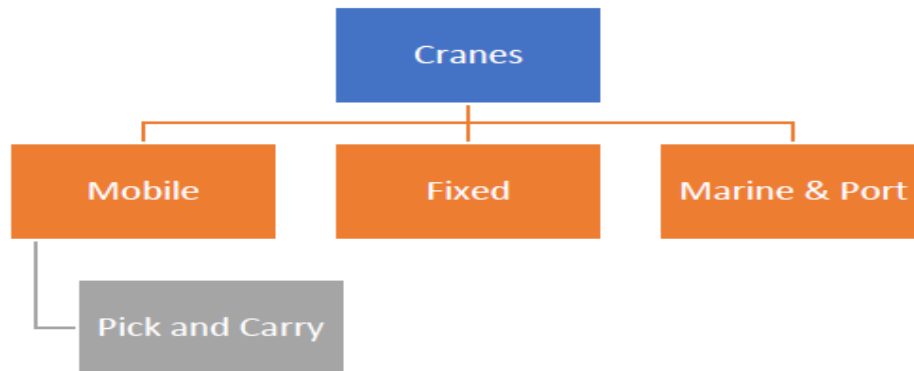 Cranes
Mobile
Fixed
Marine & Port
Pick and Carry